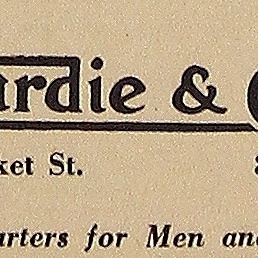 ardie &
ket St.
arters for Men an